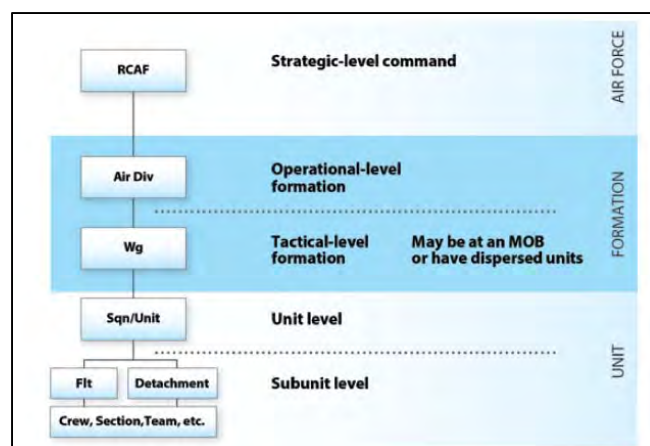 RCAF
Strategic-level command
AIR FORCE
Air Div
Operational-level
formation
FORMATION
Wg
Tactical-level
formation
May be at an MOB
or have dispersed units
Sqn/Unit
Unit level
UNIT
Flt
Detachment
Subunit level
Crew, Section,Team, etc.